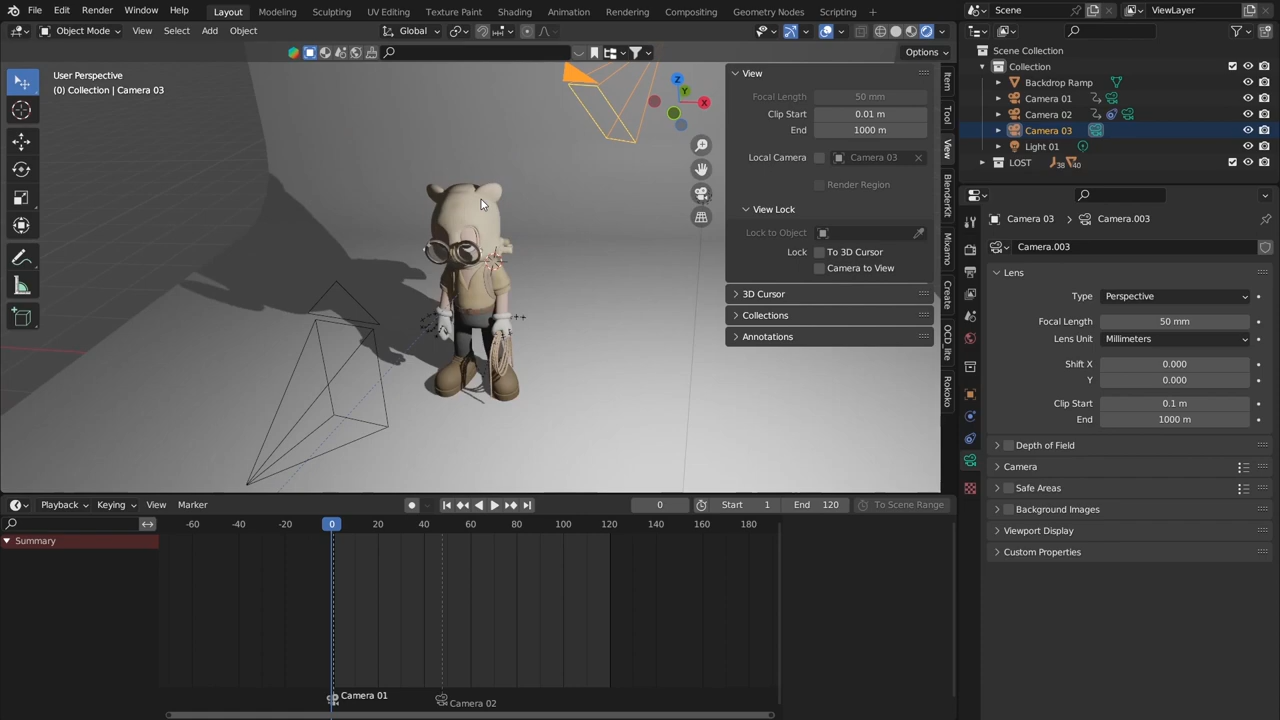 File Edit Render Window Help Layout Modeling Sculpting UV Editing Texture Paint Shading Animation Rendering Compositing Geometry Nodes Scripting + Scene ViewLayer
Object Mode View Select Add Object Global
Options
User Perspective
(0) Collection | Camera 03
Z
Y
X
View
Focal Length 50 mm
Clip Start 0.01 m
End 1000 m
Local Camera Camera 03
Render Region
View Lock
Lock to Object
Lock To 3D Cursor
Camera to View
3D Cursor
Collections
Annotations
Item
Tool
View
BlenderKit
Mixamo
Create
OCD_lite
Rokoko
Scene Collection
Collection
Backdrop Ramp
Camera 01
Camera 02
Camera 03
Light 01
LOST 38 40
Camera 03 Camera.003
Camera.003
Lens
Type Perspective
Focal Length 50 mm
Lens Unit Millimeters
Shift X 0.000
Y 0.000
Clip Start 0.1 m
End 1000 m
Depth of Field
Camera
Safe Areas
Background Images
Viewport Display
Custom Properties
Playback Keying View Marker 0 Start 1 End 120 To Scene Range
-60 -40 -20 0 20 40 60 80 100 120 140 160 180
Summary
Camera 01
Camera 02